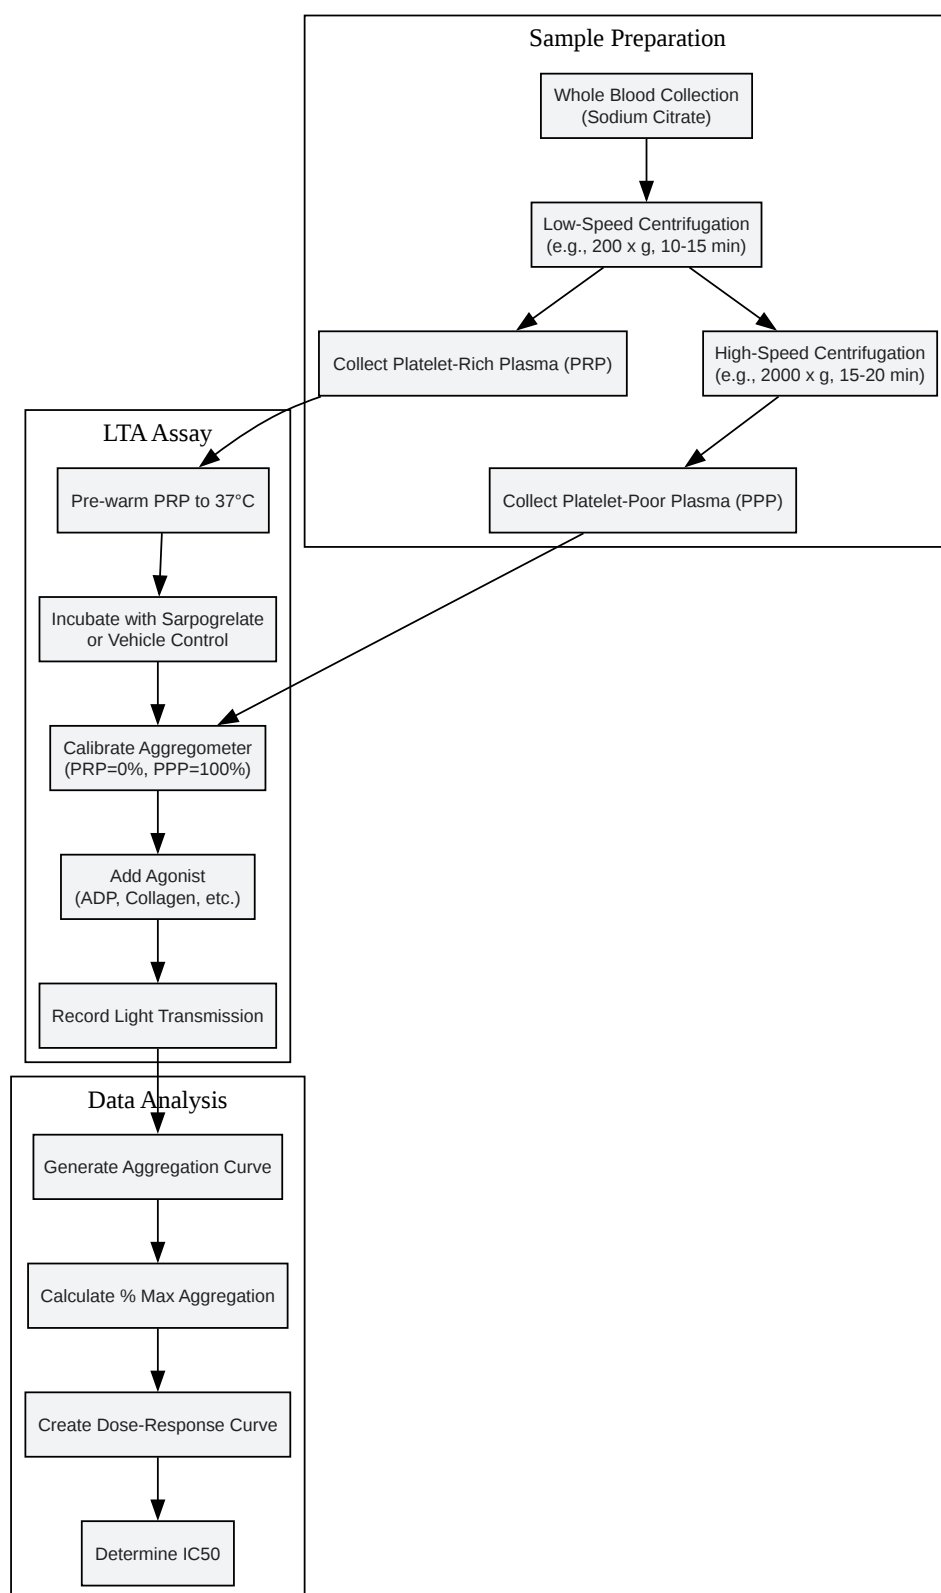 Sample Preparation
Whole Blood Collection
(Sodium Citrate)
Low-Speed Centrifugation
(e.g., 200 x g, 10-15 min)
Collect Platelet-Rich Plasma (PRP)
High-Speed Centrifugation
(e.g., 2000 x g, 15-20 min)
Collect Platelet-Poor Plasma (PPP)
LTA Assay
Pre-warm PRP to 37°C
Incubate with Sarpogrelate
or Vehicle Control
Calibrate Aggregometer
(PRP=0%, PPP=100%)
Add Agonist
(ADP, Collagen, etc.)
Record Light Transmission
Data Analysis
Generate Aggregation Curve
Calculate % Max Aggregation
Create Dose-Response Curve
Determine IC50